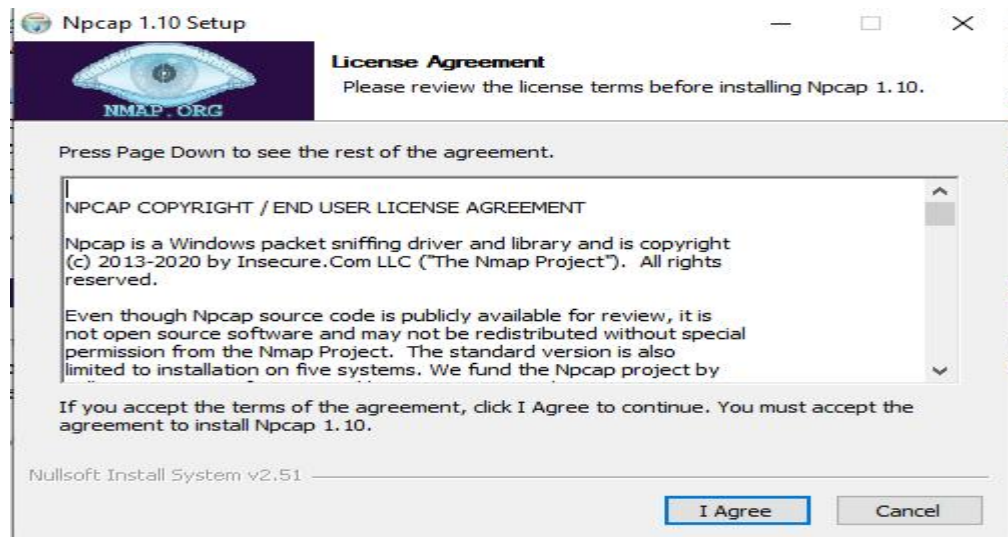 Npcap 1.10 Setup
NMAP.ORG
License Agreement
Please review the license terms before installing Npcap 1.10.
Press Page Down to see the rest of the agreement.
NPCAP COPYRIGHT / END USER LICENSE AGREEMENT
Npcap is a Windows packet sniffing driver and library and is copyright
(c) 2013-2020 by Insecure.Com LLC ("The Nmap Project"). All rights
reserved.
Even though Npcap source code is publicly available for review, it is
not open source software and may not be redistributed without special
permission from the Nmap Project. The standard version is also
limited to installation on five systems. We fund the Npcap project by
If you accept the terms of the agreement, click I Agree to continue. You must accept the
agreement to install Npcap 1.10.
Nullsoft Install System v2.51
I Agree
Cancel